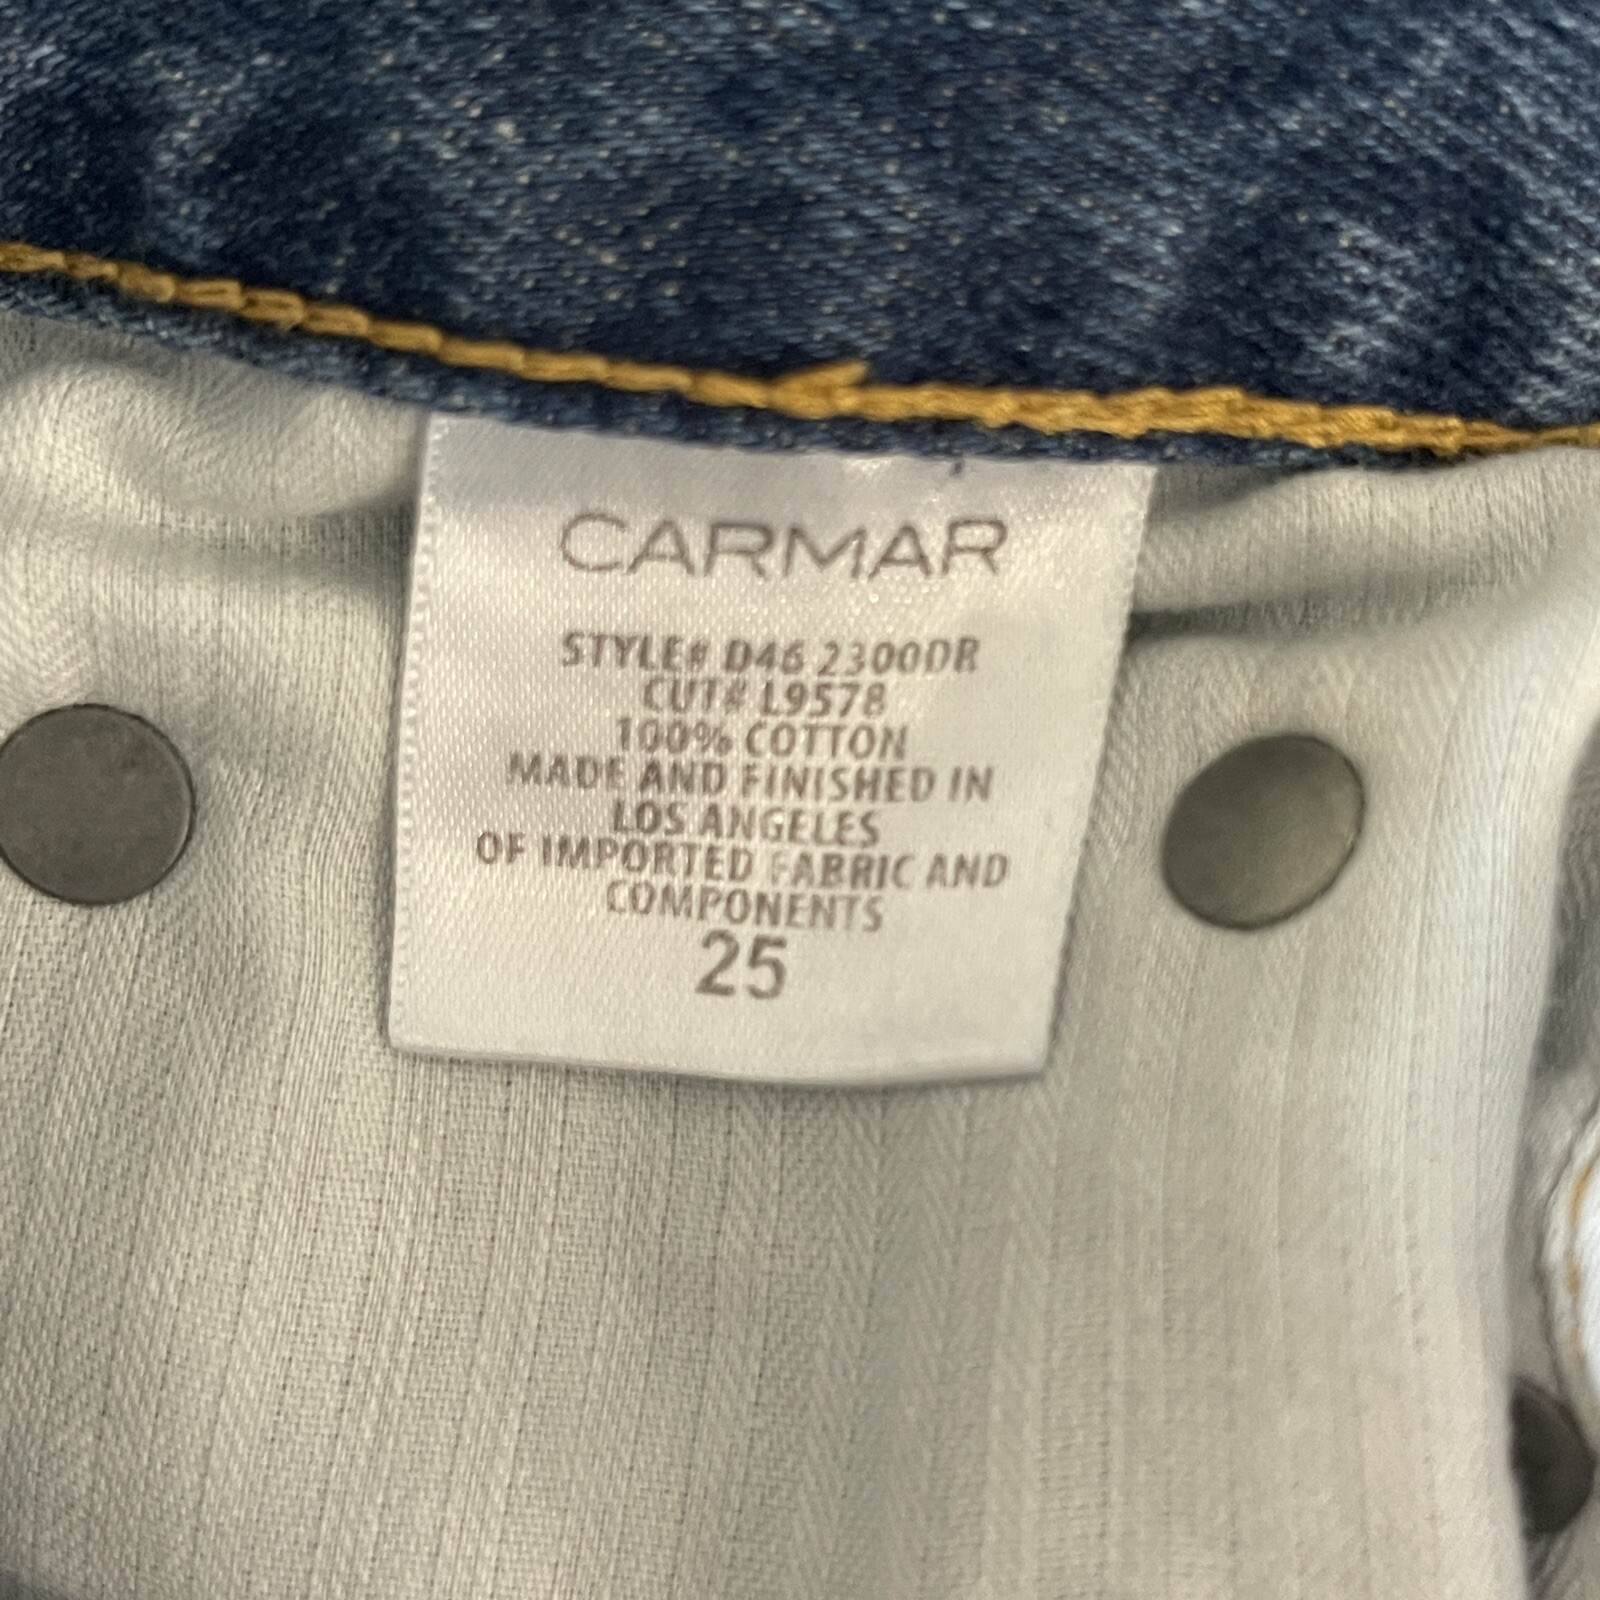 CARMAR
STYLE# D46 2300DR
CUT# L9578
100% COTTON
MADE AND FINISHED IN
LOS ANGELES
OF IMPORTED FABRIC AND
COMPONENTS
25